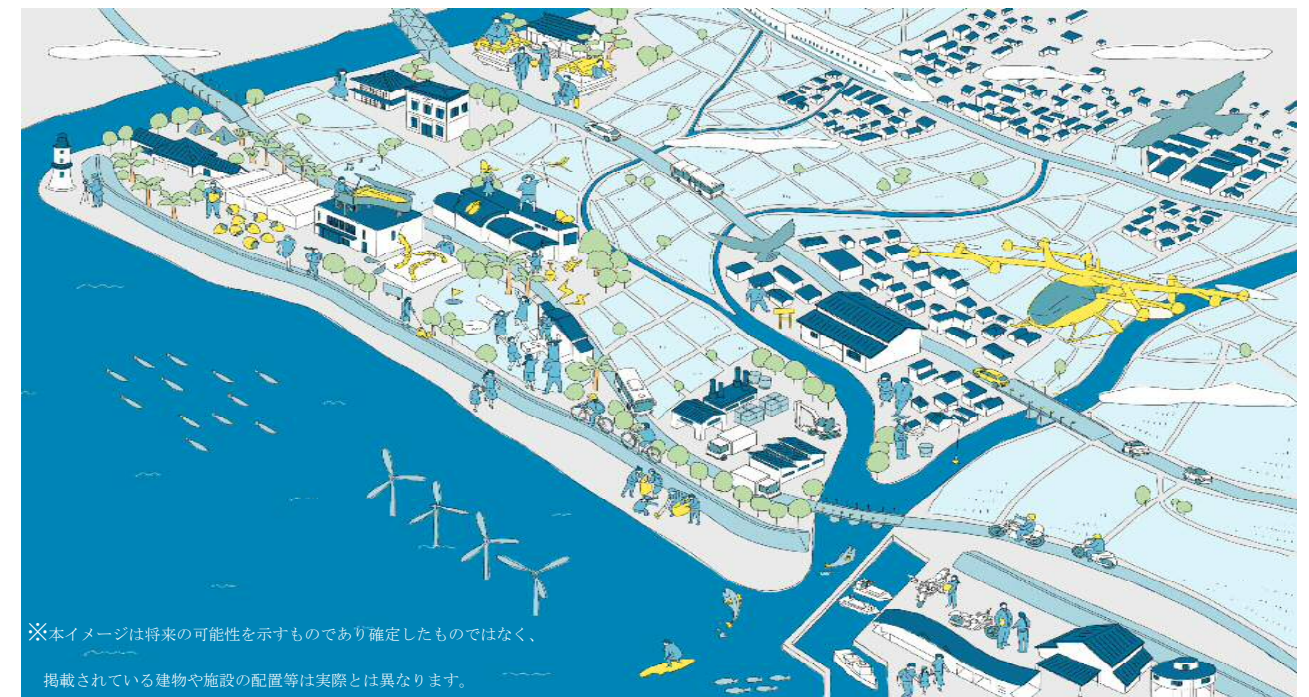 ※本イメージは将来の可能性を示すものであり確定したものではなく、
掲載されている建物や施設の配置等は実際とは異なります。